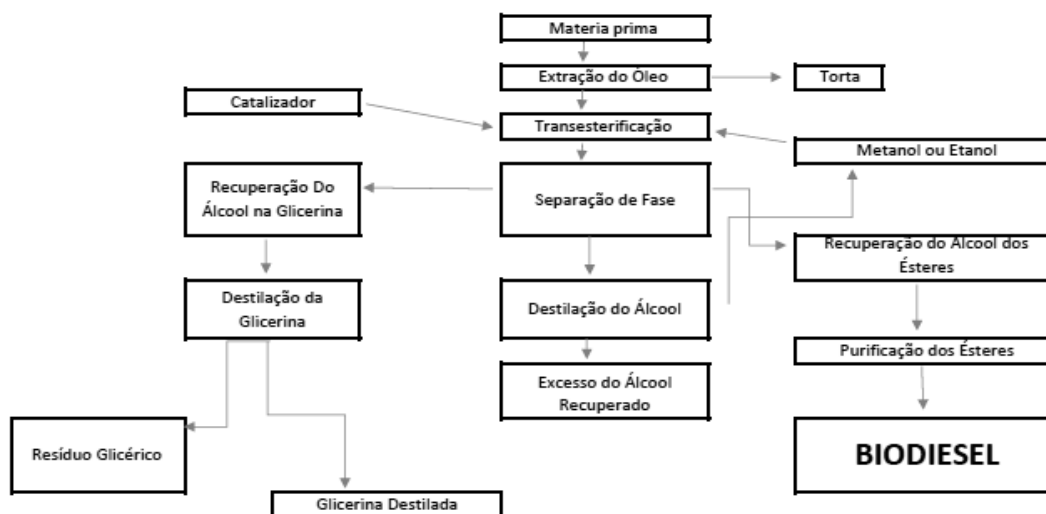 Materia prima
Extração do Óleo
Torta
Catalizador
Transesterificação
Metanol ou Etanol
Recuperação Do
Álcool na Glicerina
Separação de Fase
Recuperação do Álcool dos
Ésteres
Destilação da
Glicerina
Destilação do Álcool
Purificação dos Ésteres
Excesso do Álcool
Recuperado
Resíduo Glicérico
BIODIESEL
Glicerina Destilada